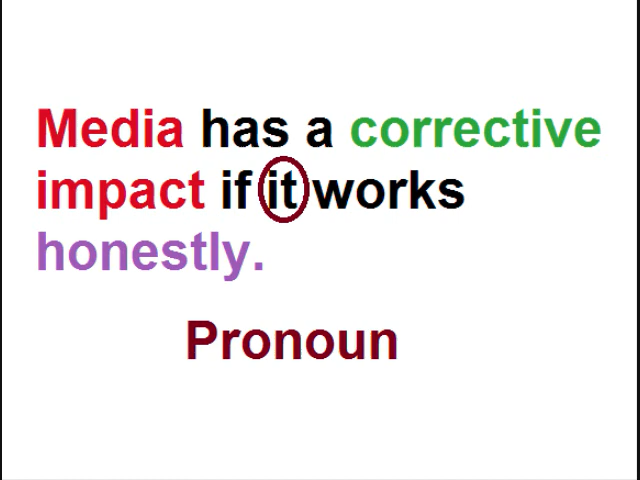 Media has a corrective
impact if it works
honestly.
Pronoun